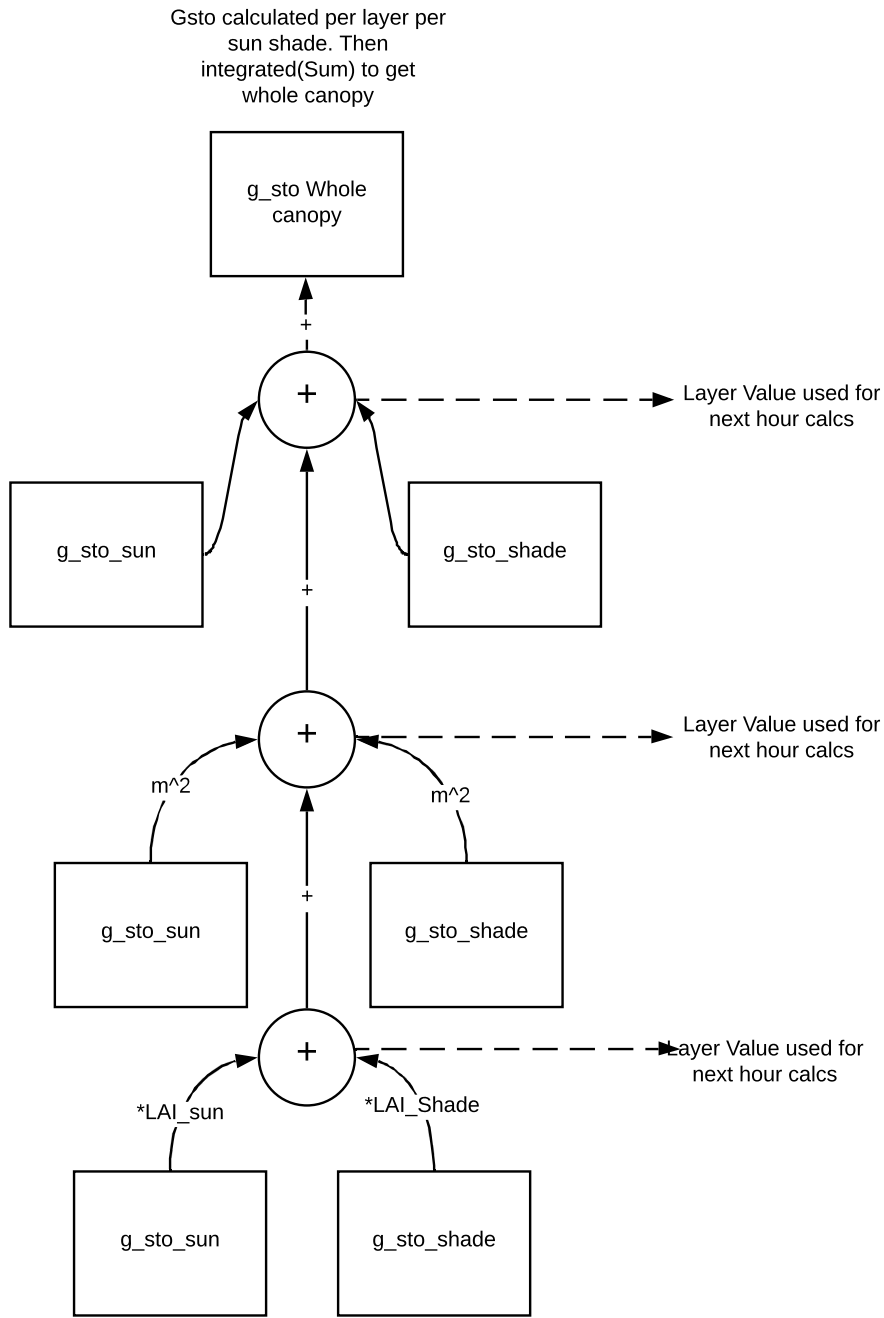 Gsto calculated per layer per
sun shade. Then
integrated(Sum) to get
whole canopy
g_sto Whole
canopy
+
+
Layer Value used for
next hour calcs
g_sto_sun
g_sto_shade
+
+
Layer Value used for
next hour calcs
m^2
m^2
+
g_sto_sun
g_sto_shade
+
Layer Value used for
next hour calcs
*LAI_sun
*LAI_Shade
g_sto_sun
g_sto_shade